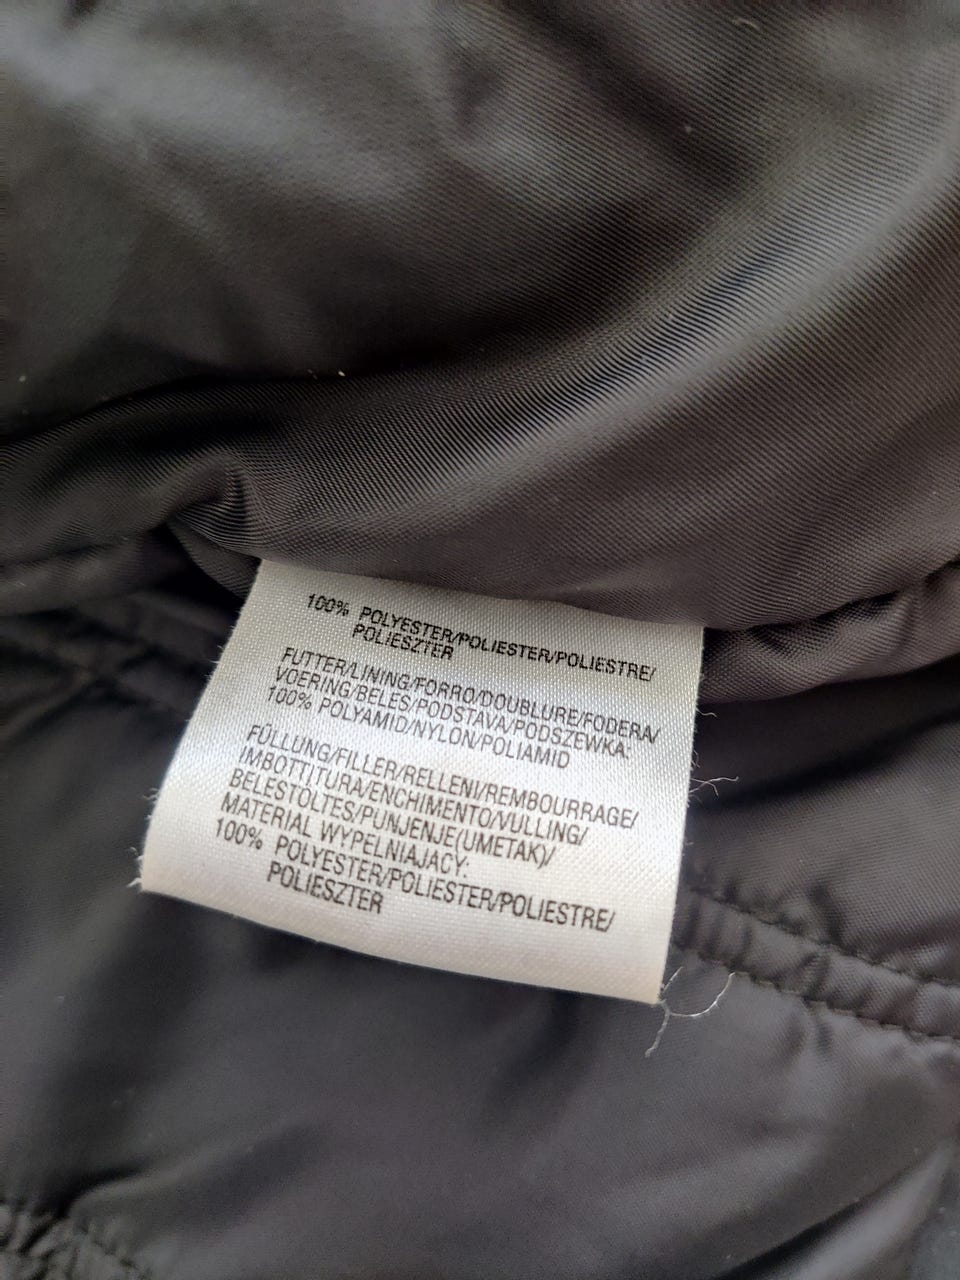 100% POLYESTER/POLIESTER/POLIESTRE/
POLIESZTER
FUTTER/LINING/FORRO/DOUBLURE/FODERA/
VOERING/BELES/PODSTAVA/PODSZEWKA:
100% POLYAMID/NYLON/POLIAMID
FÜLLUNG/FILLER/RELLENI/REMBOURRAGE/
IMBOTTITURA/ENCHIMENTO/VULLING/
BELESTOLTES/PUNJENJE(UMETAK)/
MATERIAL WYPELNIAJACY:
100% POLYESTER/POLIESTER/POLIESTRE/
POLIESZTER